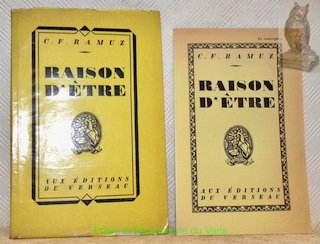 C. F. RAMUZ
RAISON
D'ÊTRE
AUX ÉDITIONS
DU VERSEAU
C. F. RAMUZ
RAISON
D'ÊTRE
AUX ÉDITIONS
DU VERSEAU